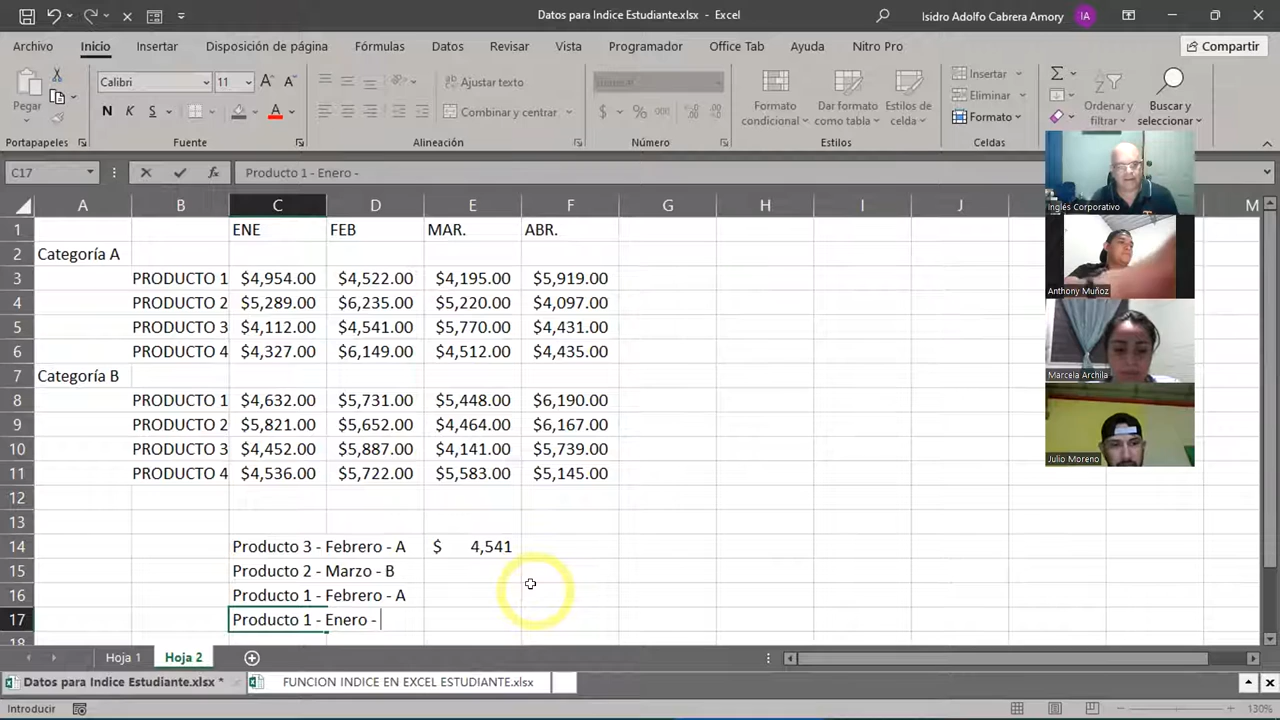 Datos para Indice Estudiante.xlsx - Excel
Isidro Adolfo Cabrera Amory IA
Archivo Inicio Insertar Disposición de página Fórmulas Datos Revisar Vista Programador Office Tab Ayuda Nitro Pro Compartir
Pegar
Calibri 11
N K S
Ajustar texto
Combinar y centrar
$ % 000
Formato condicional
Dar formato como tabla
Estilos de celda
Insertar
Eliminar
Formato
Ordenar y filtrar
Buscar y seleccionar
Portapapeles Fuente Alineación Número Estilos Celdas
C17 Producto 1 - Enero -
A B C D E F G H I J M
1 ENE FEB MAR. ABR.
2 Categoría A
3 PRODUCTO 1 $4,954.00 $4,522.00 $4,195.00 $5,919.00
4 PRODUCTO 2 $5,289.00 $5,220.00 $4,097.00
5 PRODUCTO 3 $4,112.00 $4,541.00 $5,770.00 $4,431.00
6 PRODUCTO 4 $4,327.00 $6,149.00 $4,512.00 $4,435.00
7 Categoría B
8 PRODUCTO 1 $4,632.00 $5,731.00 $5,448.00 $6,190.00
9 PRODUCTO 2 $5,821.00 $5,652.00 $4,464.00 $6,167.00
10 PRODUCTO 3 $4,452.00 $5,887.00 $4,141.00 $5,739.00
11 PRODUCTO 4 $4,536.00 $5,722.00 $5,583.00 $5,145.00
12
13
14 Producto 3 - Febrero - A $ 4,541
15 Producto 2 - Marzo - B
16 Producto 1 - Febrero - A
17 Producto 1 - Enero -
18
Inglés Corporativo
Anthony Muñoz
Marcela Archila
Julio Moreno
Hoja 1 Hoja 2
Datos para Indice Estudiante.xlsx * FUNCION INDICE EN EXCEL ESTUDIANTE.xlsx
Introducir 130%